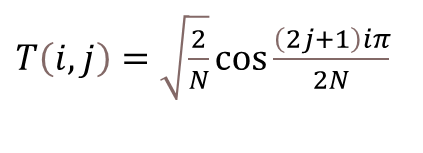 T(i,j) = √(2/N) cos (2j+1)iπ/2N